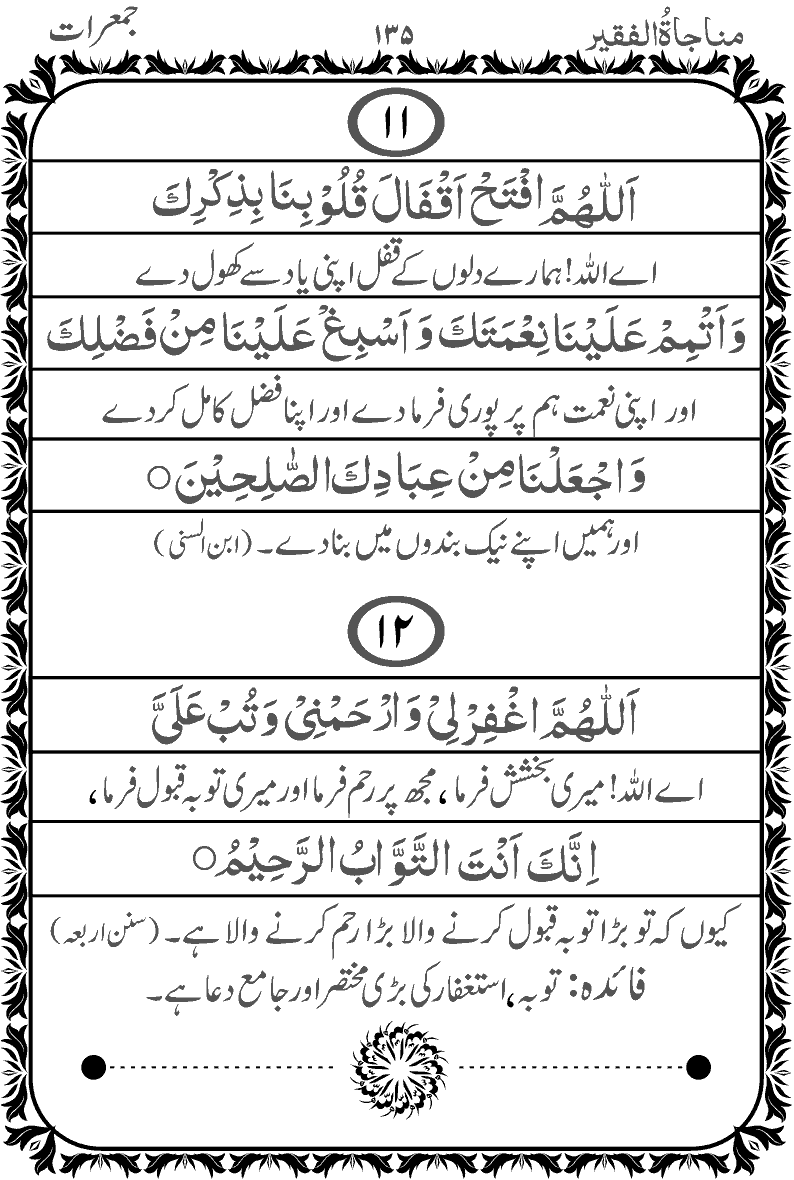 مناجاۃُالفقیر ۱۳۵ جمعرات
۱۱
اَللّٰهُمَّ افْتَحْ اَقْفَالَ قُلُوْبِنَا بِذِكْرِكَ
اے اللہ! ہمارے دلوں کے قفل اپنی یاد سے کھول دے
وَاَتْمِمْ عَلَيْنَا نِعْمَتَكَ وَاَسْبِغْ عَلَيْنَا مِنْ فَضْلِكَ
اور اپنی نعمت ہم پر پوری فرما دے اور اپنا فضل کامل کر دے
وَاجْعَلْنَا مِنْ عِبَادِكَ الصّٰلِحِيْنَ ○
اور ہمیں اپنے نیک بندوں میں بنا دے۔ (ابن السنی)
۱۲
اَللّٰهُمَّ اغْفِرْ لِيْ وَارْحَمْنِيْ وَتُبْ عَلَيَّ
اے اللہ! میری بخشش فرما، مجھ پر رحم فرما اور میری توبہ قبول فرما،
اِنَّكَ اَنْتَ التَّوَّابُ الرَّحِيْمُ ○
کیوں کہ تو بڑا توبہ قبول کرنے والا بڑا رحم کرنے والا ہے۔ (سنن اربعہ)
فائدہ: توبہ، استغفار کی بڑی مختصر اور جامع دعا ہے۔